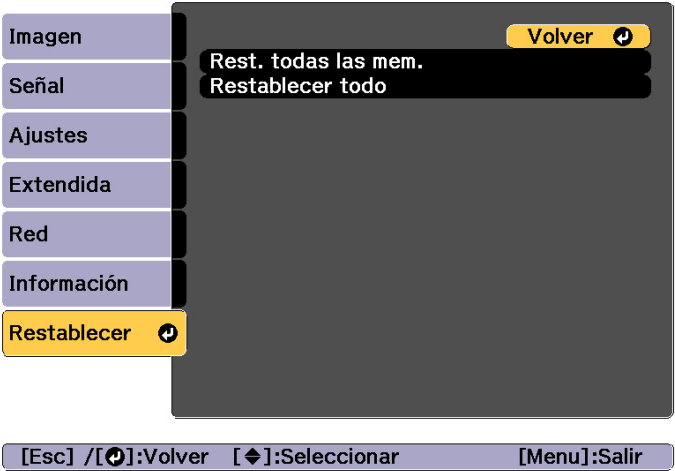 Imagen
Señal
Ajustes
Extendida
Red
Información
Restablecer
Volver
Rest. todas las mem.
Restablecer todo
[Esc] /[↵]:Volver [◆]:Seleccionar [Menu]:Salir